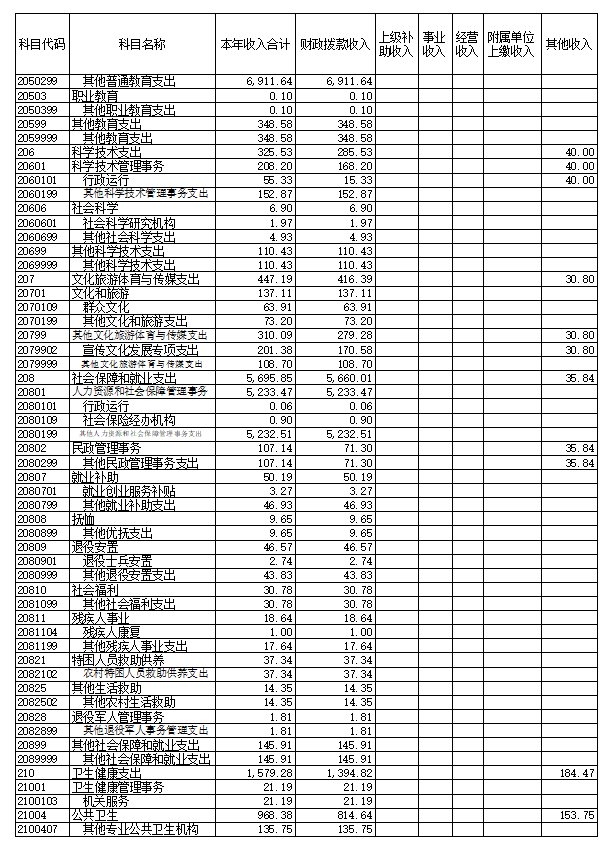 科目代码 科目名称 本年收入合计 财政拨款收入 上级补助收入 事业收入 经营收入 附属单位上缴收入 其他收入
2050299 其他普通教育支出 6,911.64 6,911.64
20503 职业教育 0.10 0.10
2050399 其他职业教育支出 0.10 0.10
20599 其他教育支出 348.58 348.58
2059999 其他教育支出 348.58 348.58
206 科学技术支出 325.53 285.53 40.00
20601 科学技术管理事务 208.20 168.20 40.00
2060101 行政运行 55.33 15.33 40.00
2060199 其他科学技术管理事务支出 152.87 152.87
20606 社会科学 6.90 6.90
2060601 社会科学研究机构 1.97 1.97
2060699 其他社会科学支出 4.93 4.93
20699 其他科学技术支出 110.43 110.43
2069999 其他科学技术支出 110.43 110.43
207 文化旅游体育与传媒支出 447.19 416.39 30.80
20701 文化和旅游 137.11 137.11
2070109 群众文化 63.91 63.91
2070199 其他文化和旅游支出 73.20 73.20
20799 其他文化旅游体育与传媒支出 310.09 279.28 30.80
2079902 宣传文化发展专项支出 201.38 170.58 30.80
2079999 其他文化旅游体育与传媒支出 108.70 108.70
208 社会保障和就业支出 5,695.85 5,660.01 35.84
20801 人力资源和社会保障管理事务 5,233.47 5,233.47
2080101 行政运行 0.06 0.06
2080109 社会保险经办机构 0.90 0.90
2080199 其他人力资源和社会保障管理事务支出 5,232.51 5,232.51
20802 民政管理事务 107.14 71.30 35.84
2080299 其他民政管理事务支出 107.14 71.30 35.84
20807 就业补助 50.19 50.19
2080701 就业创业服务补贴 3.27 3.27
2080799 其他就业补助支出 46.93 46.93
20808 抚恤 9.65 9.65
2080899 其他优抚支出 9.65 9.65
20809 退役安置 46.57 46.57
2080901 退役士兵安置 2.74 2.74
2080999 其他退役安置支出 43.83 43.83
20810 社会福利 30.78 30.78
2081099 其他社会福利支出 30.78 30.78
20811 残疾人事业 18.64 18.64
2081104 残疾人康复 1.00 1.00
2081199 其他残疾人事业支出 17.64 17.64
20821 特困人员救助供养 37.34 37.34
2082102 农村特困人员救助供养支出 37.34 37.34
20825 其他生活救助 14.35 14.35
2082502 其他农村生活救助 14.35 14.35
20828 退役军人管理事务 1.81 1.81
2082899 其他退役军人事务管理支出 1.81 1.81
20899 其他社会保障和就业支出 145.91 145.91
2089999 其他社会保障和就业支出 145.91 145.91
210 卫生健康支出 1,579.28 1,394.82 184.47
21001 卫生健康管理事务 21.19 21.19
2100103 机关服务 21.19 21.19
21004 公共卫生 968.38 814.64 153.75
2100407 其他专业公共卫生机构 135.75 135.75